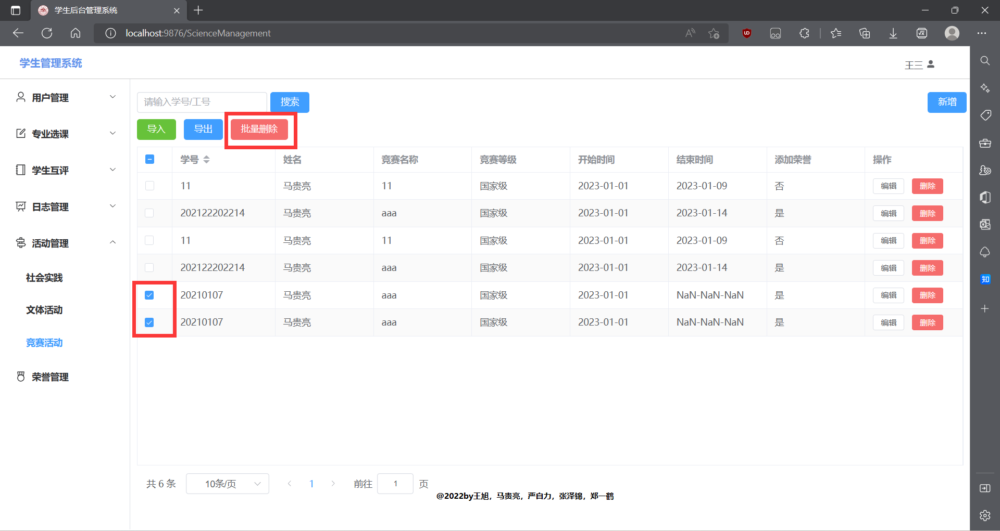 学生后台管理系统
localhost:9876/ScienceManagement
学生管理系统
王三
用户管理
专业选课
学生互评
日志管理
活动管理
社会实践
文体活动
竞赛活动
荣誉管理
请输入学号/工号 搜索 新增
导入 导出 批量删除
学号 姓名 竞赛名称 竞赛等级 开始时间 结束时间 添加荣誉 操作
11 马贵亮 11 国家级 2023-01-01 2023-01-09 否 编辑 删除
202122202214 马贵亮 aaa 国家级 2023-01-01 2023-01-14 是 编辑 删除
11 马贵亮 11 国家级 2023-01-01 2023-01-09 否 编辑 删除
202122202214 马贵亮 aaa 国家级 2023-01-01 2023-01-14 是 编辑 删除
20210107 马贵亮 aaa 国家级 2023-01-01 NaN-NaN-NaN 是 编辑 删除
20210107 马贵亮 aaa 国家级 2023-01-01 NaN-NaN-NaN 是 编辑 删除
共 6 条 10条/页 1 前往 1 页
@2022by王旭，马贵亮，严自力，张泽锦，郑一鹤
知